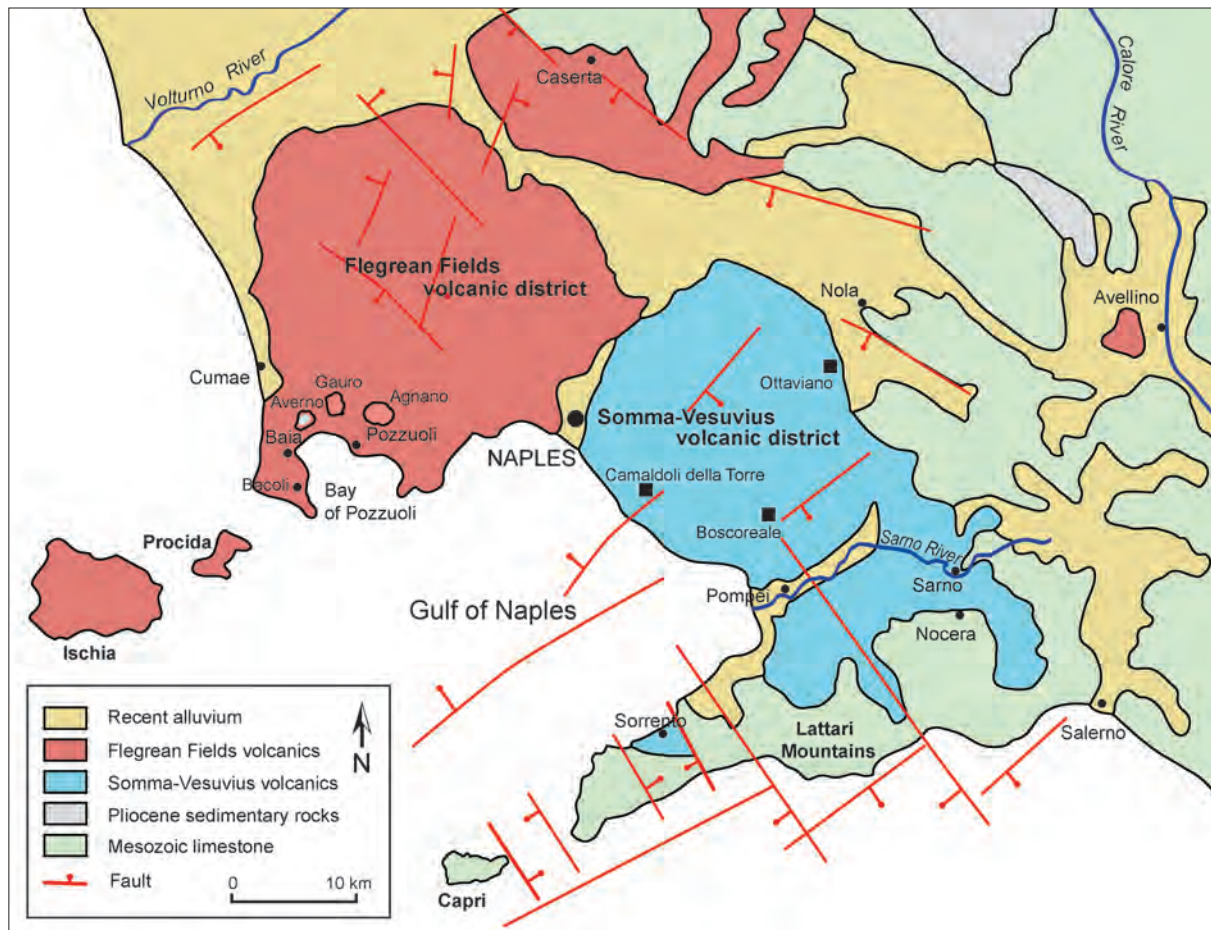 Volturno River
Caserta
Calore
River
Flegrean Fields
volcanic district
Nola
Avellino
Cumae
Gauro
Averno
Agnano
Ottaviano
Baia
Pozzuoli
Somma-Vesuvius
volcanic district
NAPLES
Bacoli
Bay
of Pozzuoli
Camaldoli della Torre
Boscoreale
Procida
Sarno River
Sarno
Pompei
Gulf of Naples
Nocera
Ischia
Sorrento
Lattari
Mountains
Salerno
Capri
Recent alluvium
Flegrean Fields volcanics
Somma-Vesuvius volcanics
Pliocene sedimentary rocks
Mesozoic limestone
Fault
N
0 10 km